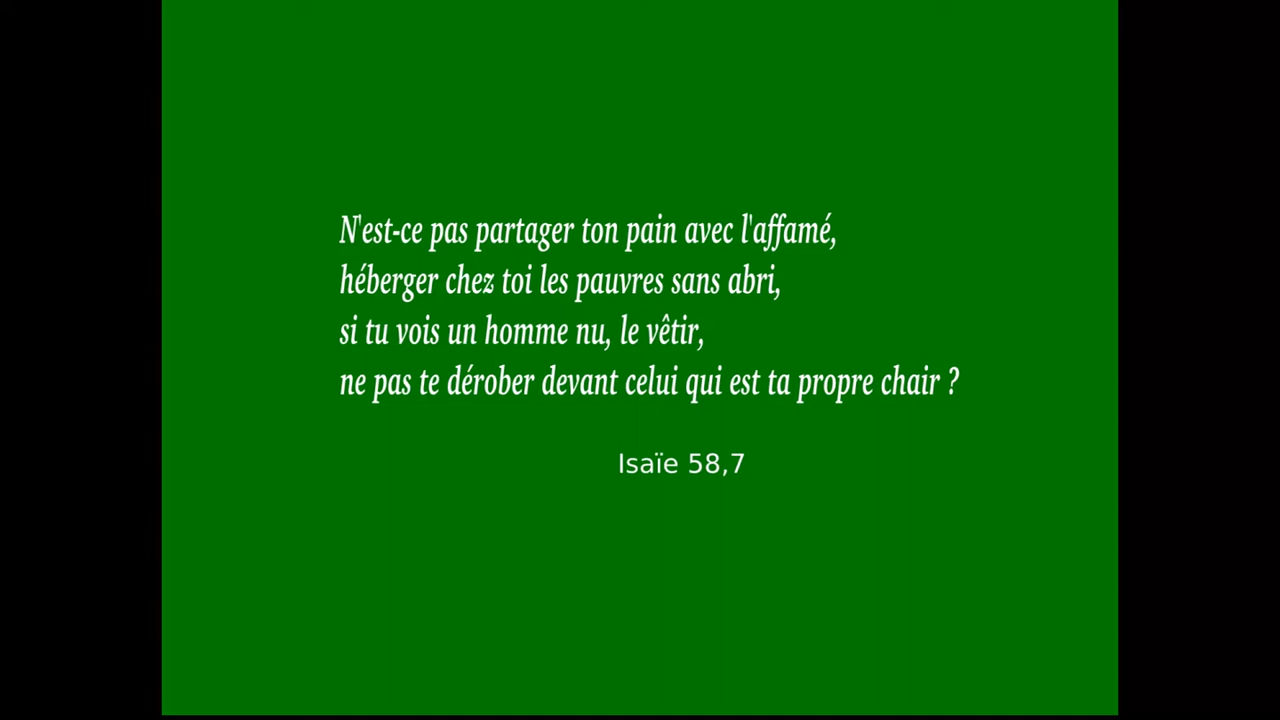 N'est-ce pas partager ton pain avec l'affamé,
héberger chez toi les pauvres sans abri,
si tu vois un homme nu, le vêtir,
ne pas te dérober devant celui qui est ta propre chair ?
Isaïe 58,7